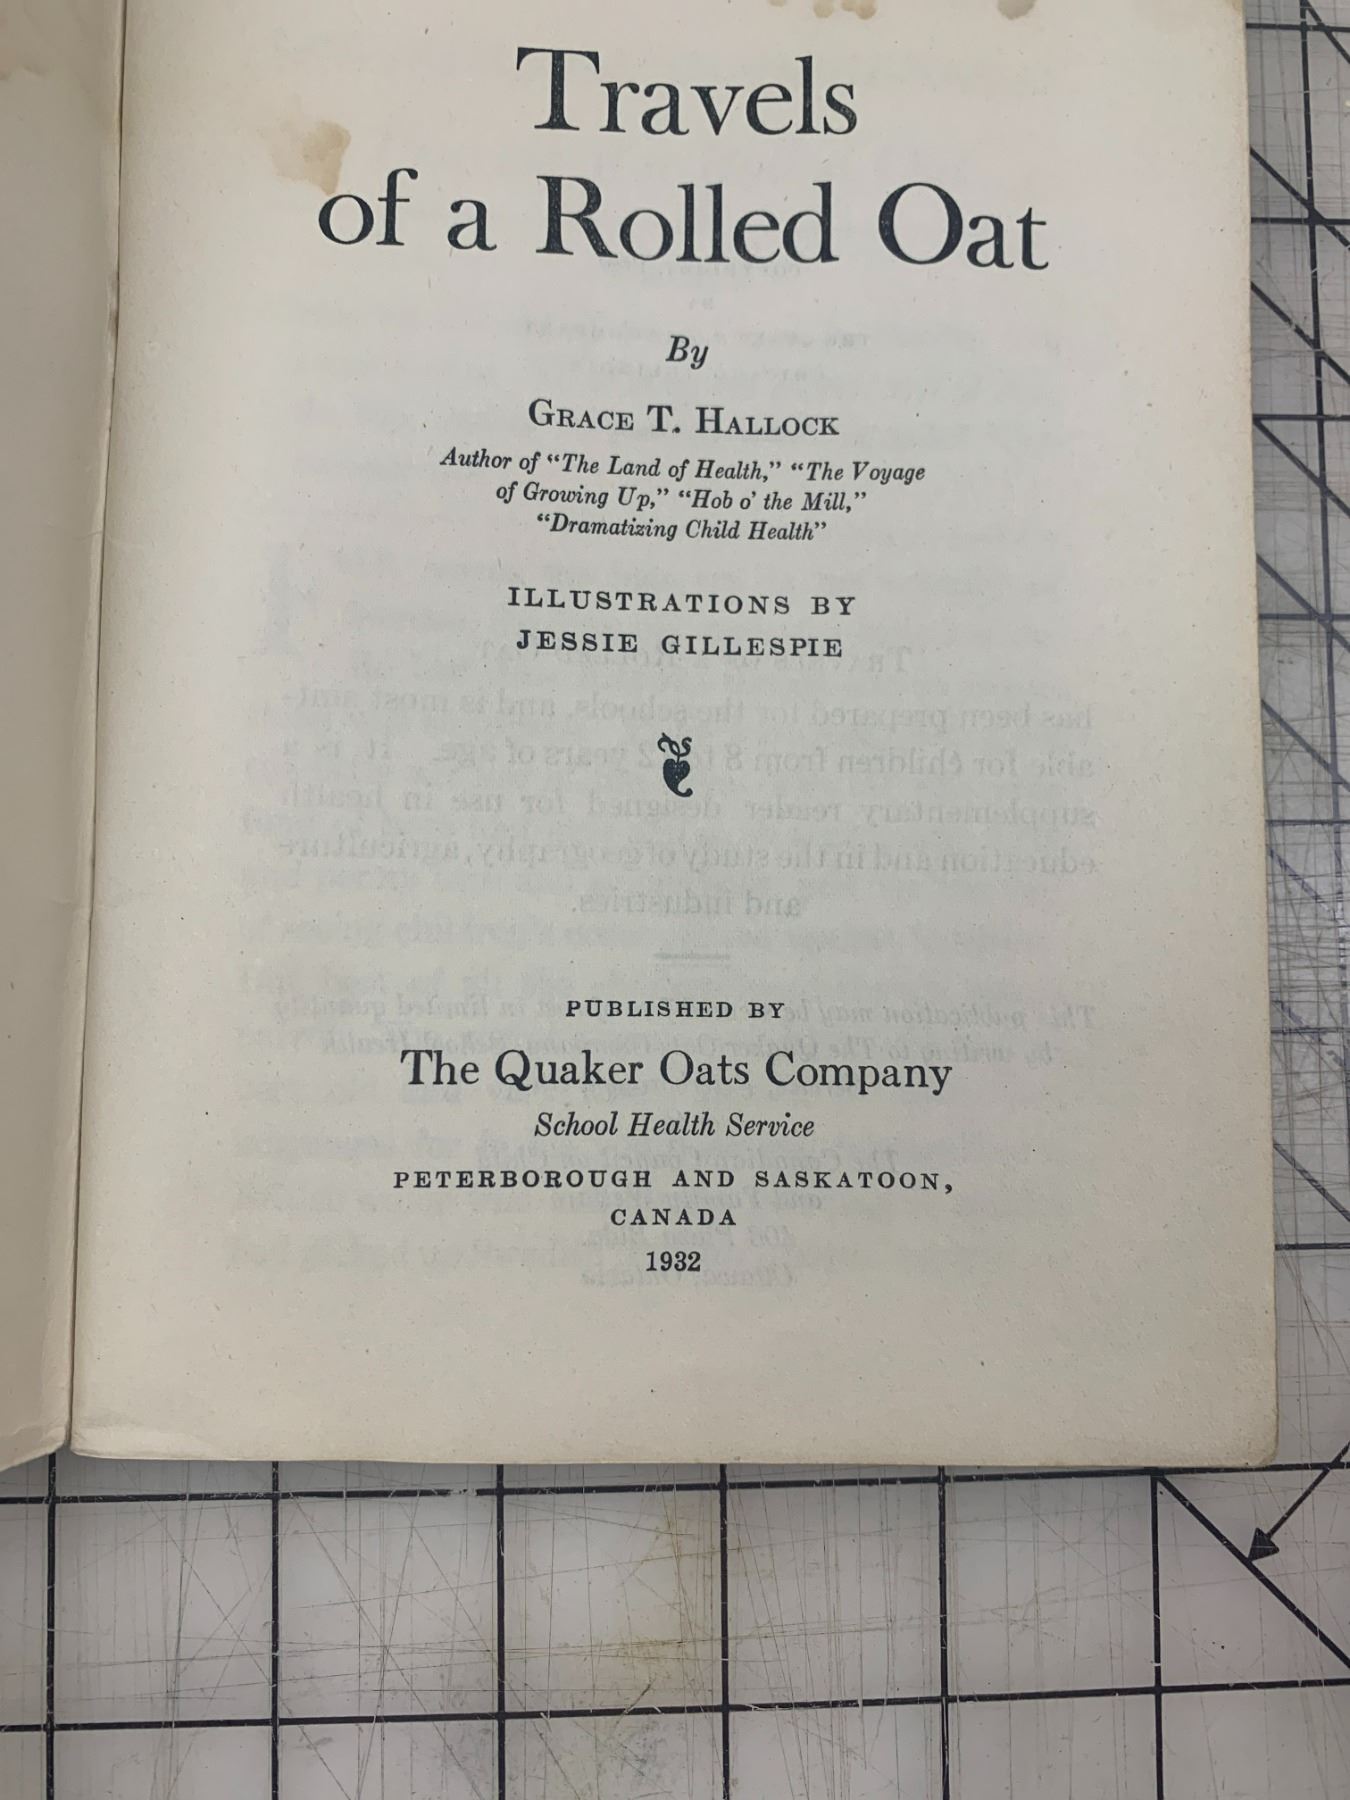 Travels
of a Rolled Oat
By
GRACE T. HALLOCK
Author of “The Land of Health,” “The Voyage
of Growing Up,” “Hob o’ the Mill,”
“Dramatizing Child Health”
ILLUSTRATIONS BY
JESSIE GILLESPIE
PUBLISHED BY
The Quaker Oats Company
School Health Service
PETERBOROUGH AND SASKATOON,
CANADA
1932